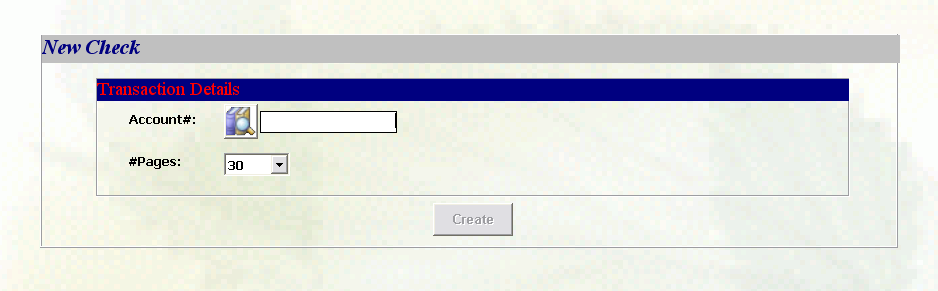 New Check
Transaction Details
Account#:
#Pages: 30
Create